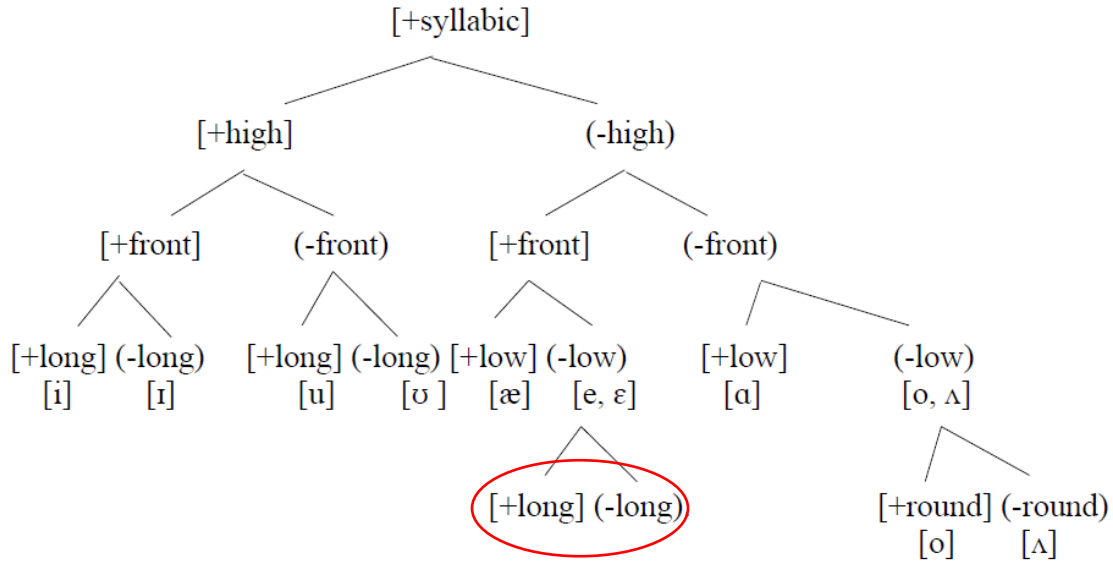 [+syllabic]
[+high] (-high)
[+front] (-front) [+front] (-front)
[+long] (-long) [+long] (-long) [+low] (-low) [+low] (-low)
[i] [ɪ] [u] [ʊ ] [æ] [e, ɛ] [ɑ] [o, ʌ]
[+long] (-long) [+round] (-round)
[o] [ʌ]